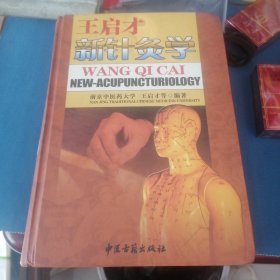 王启才
新针灸学
WANG QI CAI
NEW-ACUPUNCTURIOLOGY
南京中医药大学 王启才等 编著
NAN JING TRADITIONAL CHINESE MEDICINE UNIVERSITY
中医古籍出版社